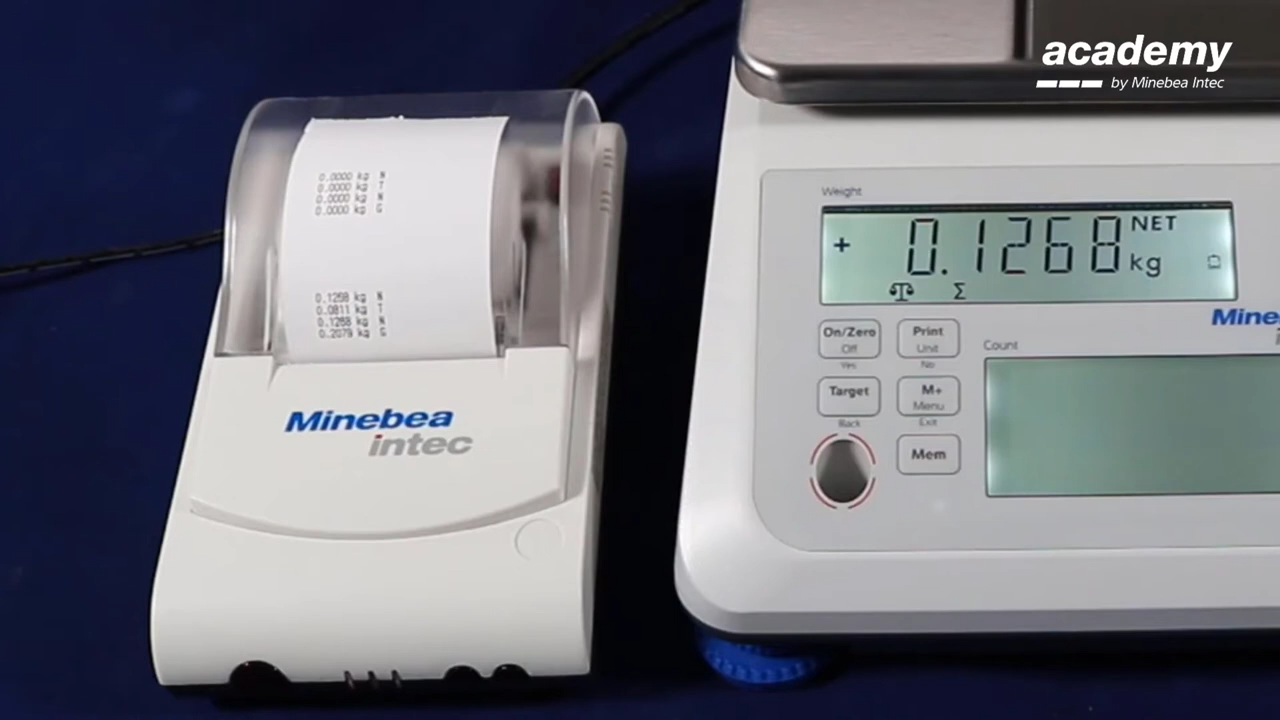 academy
by Minebea Intec
0.0000 kg N
0.0000 kg T
0.0000 kg N
0.0000 kg G
0.1268 kg N
0.0811 kg T
0.1268 kg N
0.2079 kg G
Minebea
intec
Weight
+ 0.1268 NET
kg
Σ
Mine
On/Zero
Off
Yes
Print
Unit
No
Count
Target
Back
M+
Menu
Exit
Mem